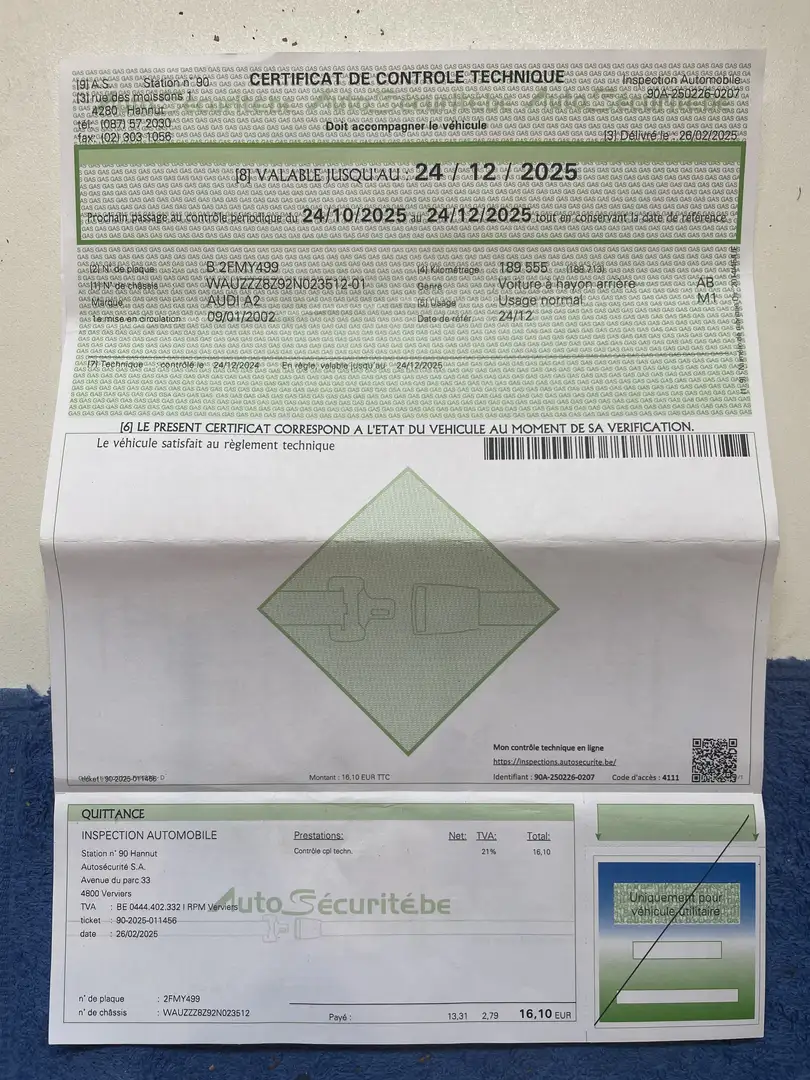 [9] A.S. Station n° 90 CERTIFICAT DE CONTROLE TECHNIQUE Inspection Automobile
[3] rue des moissons 1 90A-250226-0207
4280 Hannut
tél: (087) 57 2030 Doit accompagner le véhicule
fax: (02) 303 1056 [3] Délivré le : 26/02/2025
[8] VALABLE JUSQU'AU : 24 / 12 / 2025
Prochain passage au contrôle périodique du 24/10/2025 au 24/12/2025 tout en conservant la date de référence.
[2] N° de plaque B 2FMY499 [4] Kilométrage 189 555 (188 713)
[1] N° de châssis WAUZZZ8Z92N023512-01 Genre Voiture à hayon arrière AB
Marque AUDI A2 [5] Usage Usage normal M1
1e mise en circulation 09/01/2002 Date de référ. 24/12
[7] Technique contrôlé le 24/12/2024 En règle, valable jusqu'au 24/12/2025
[6] LE PRESENT CERTIFICAT CORRESPOND A L'ETAT DU VEHICULE AU MOMENT DE SA VERIFICATION.
Le véhicule satisfait au règlement technique
Mon contrôle technique en ligne
https://inspections.autosecurite.be/
ticket: 90-2025-011456 Montant : 16,10 EUR TTC Identifiant : 90A-250226-0207 Code d'accès : 4111
QUITTANCE
INSPECTION AUTOMOBILE Prestations: Net: TVA: Total:
Station n° 90 Hannut Contrôle cpl techn. 21% 16,10
Autosécurité S.A.
Avenue du parc 33
4800 Verviers
TVA : BE 0444.402.332 I RPM Verviers
AutoSécurité.be
ticket : 90-2025-011456
date : 26/02/2025
n° de plaque : 2FMY499
n° de châssis : WAUZZZ8Z92N023512 Payé : 13,31 2,79 16,10 EUR
Uniquement pour
véhicule utilitaire